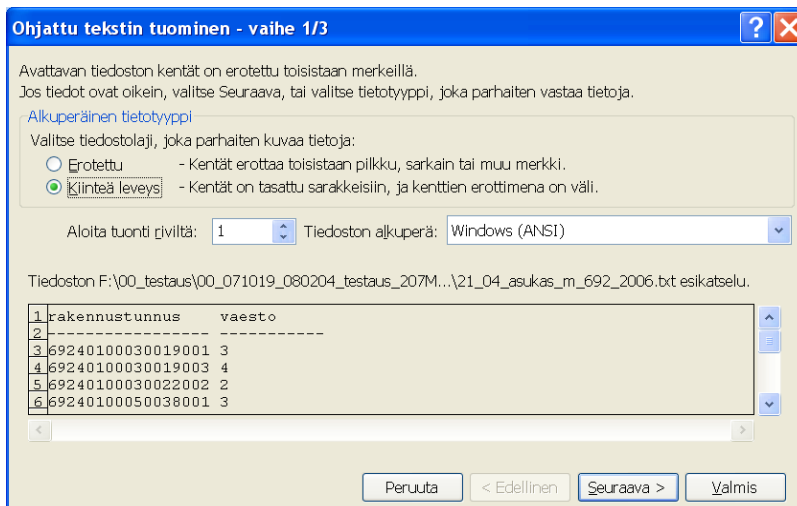 Ohjattu tekstin tuominen - vaihe 1/3
Avattavan tiedoston kentät on erotettu toisistaan merkeillä.
Jos tiedot ovat oikein, valitse Seuraava, tai valitse tietotyyppi, joka parhaiten vastaa tietoja.
Alkuperäinen tietotyyppi
Valitse tiedostolaji, joka parhaiten kuvaa tietoja:
Erotettu - Kentät erottaa toisistaan pilkku, sarkain tai muu merkki.
Kiinteä leveys - Kentät on tasattu sarakkeisiin, ja kenttien erottimena on väli.
Aloita tuonti riviltä: 1 Tiedoston alkuperä: Windows (ANSI)
Tiedoston F:\00_testaus\00_071019_080204_testaus_207M...\21_04_asukas_m_692_2006.txt esikatselu.
1 rakennustunnus vaesto
2 ----------------- -----------
3 69240100030019001 3
4 69240100030019003 4
5 69240100030022002 2
6 69240100050038001 3
Peruuta < Edellinen Seuraava > Valmis